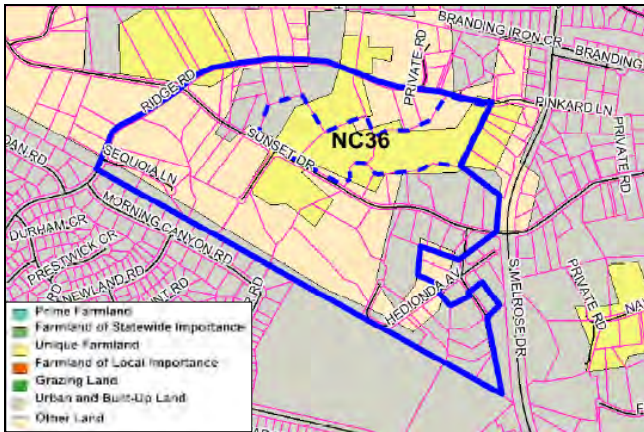 BRANDING IRON CR
BRANDING
PRIVATE RD
RIDGE RD
PINKARD LN
NC36
SUNSET DR
PRIVATE RD
SEQUOIA LN
MORNING CANYON RD
DURHAM CR
PRESTWICK CR
NEWLAND RD
HEDIONDA AV
S MELROSE DR
PRIVATE RD
NA
Prime Farmland
Farmland of Statewide Importance
Unique Farmland
Farmland of Local Importance
Grazing Land
Urban and Built-Up Land
Other Land